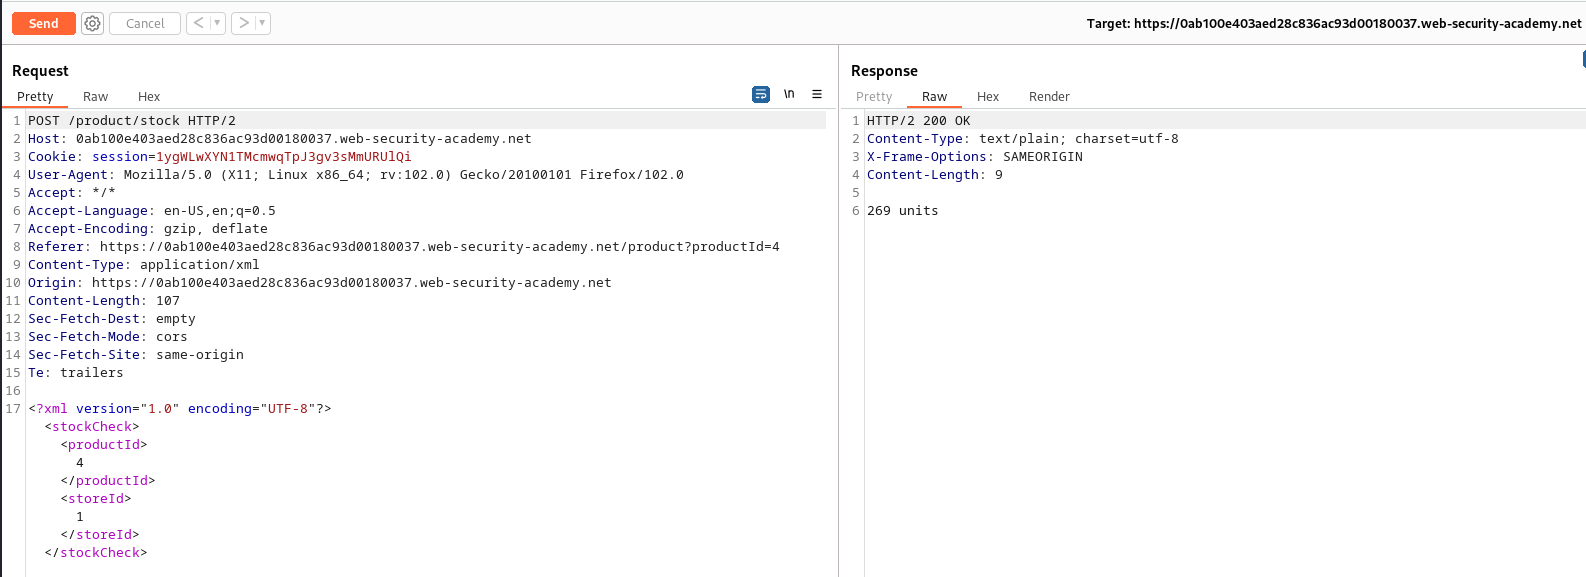 Send Cancel < > Target: https://0ab100e403aed28c836ac93d00180037.web-security-academy.net
Request
Pretty Raw Hex \n
1 POST /product/stock HTTP/2
2 Host: 0ab100e403aed28c836ac93d00180037.web-security-academy.net
3 Cookie: session=1ygWLwXYN1TMcmwqTpJ3gv3sMmURUlQi
4 User-Agent: Mozilla/5.0 (X11; Linux x86_64; rv:102.0) Gecko/20100101 Firefox/102.0
5 Accept: */*
6 Accept-Language: en-US,en;q=0.5
7 Accept-Encoding: gzip, deflate
8 Referer: https://0ab100e403aed28c836ac93d00180037.web-security-academy.net/product?productId=4
9 Content-Type: application/xml
10 Origin: https://0ab100e403aed28c836ac93d00180037.web-security-academy.net
11 Content-Length: 107
12 Sec-Fetch-Dest: empty
13 Sec-Fetch-Mode: cors
14 Sec-Fetch-Site: same-origin
15 Te: trailers
16
17 <?xml version="1.0" encoding="UTF-8"?>
<stockCheck>
<productId>
4
</productId>
<storeId>
1
</storeId>
</stockCheck>
Response
Pretty Raw Hex Render
1 HTTP/2 200 OK
2 Content-Type: text/plain; charset=utf-8
3 X-Frame-Options: SAMEORIGIN
4 Content-Length: 9
5
6 269 units